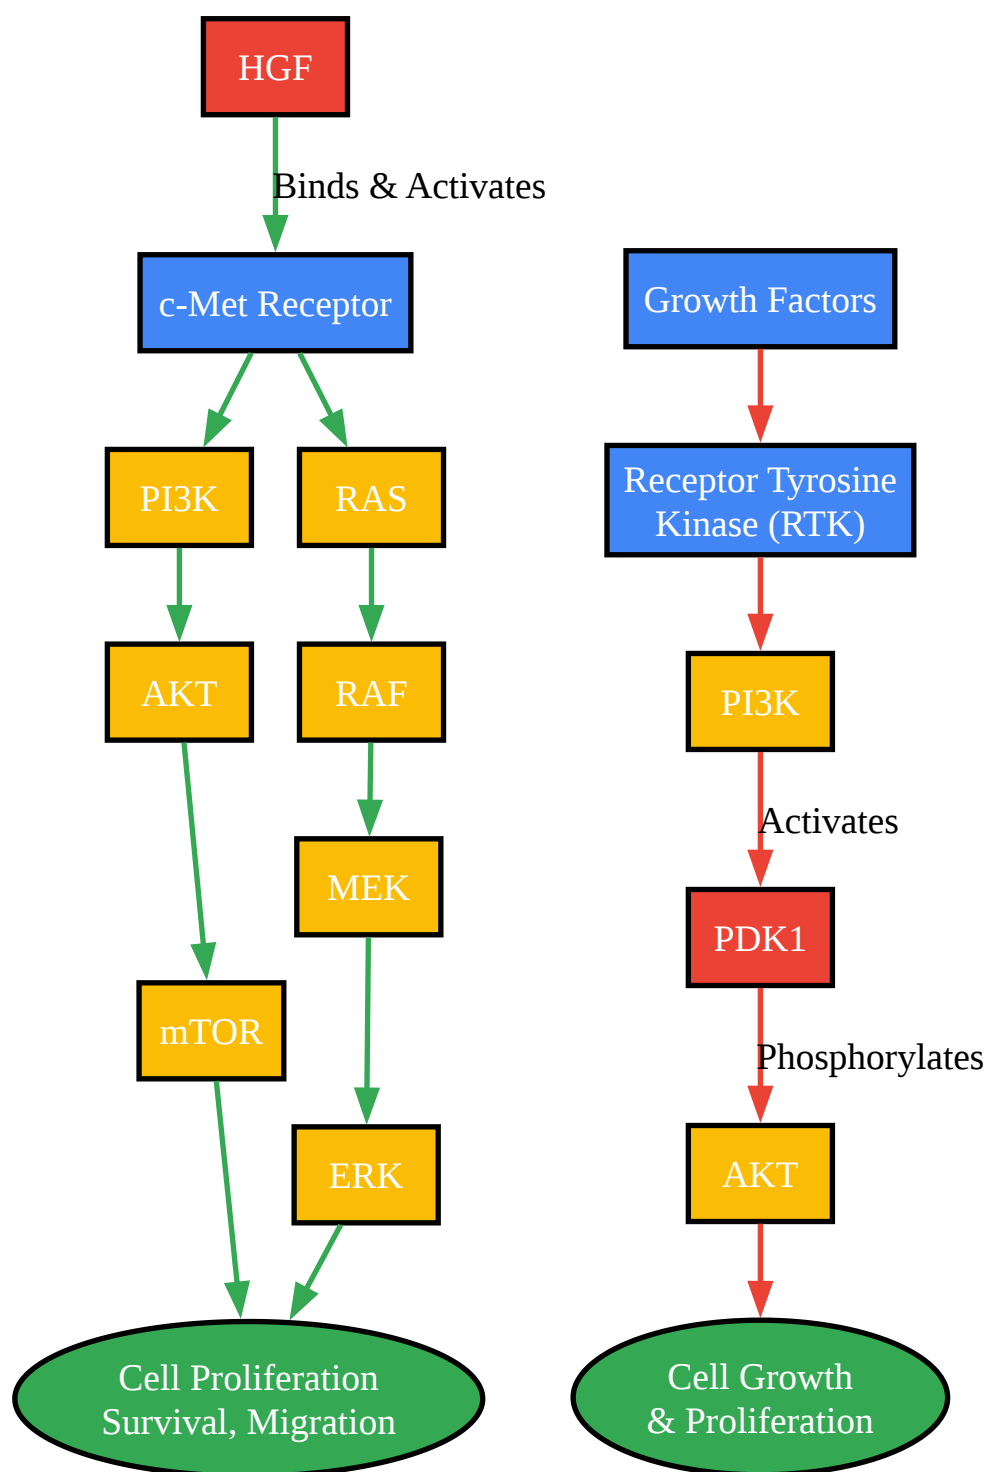 HGF
Binds & Activates
c-Met Receptor
PI3K
RAS
AKT
RAF
MEK
mTOR
ERK
Cell Proliferation
Survival, Migration
Growth Factors
Receptor Tyrosine
Kinase (RTK)
PI3K
Activates
PDK1
Phosphorylates
AKT
Cell Growth
& Proliferation